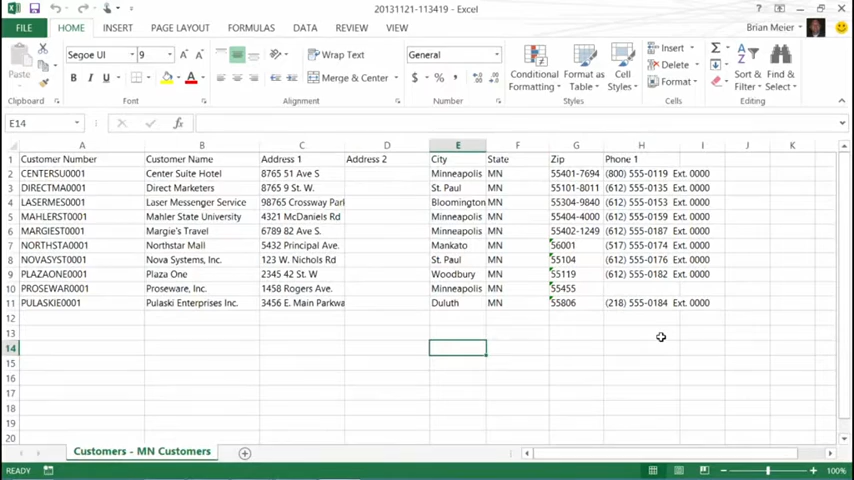 20131121-113419 - Excel
FILE HOME INSERT PAGE LAYOUT FORMULAS DATA REVIEW VIEW Brian Meier
Paste
Segoe UI 9
Wrap Text
General
Insert
B I U
Merge & Center
$ % ,
Conditional Formatting
Format as Table
Cell Styles
Delete
Format
Sort & Filter
Find & Select
Clipboard Font Alignment Number Styles Cells Editing
E14
A B C D E F G H I J K
1 Customer Number Customer Name Address 1 Address 2 City State Zip Phone 1
2 CENTERSU0001 Center Suite Hotel 8765 51 Ave S Minneapolis MN 55401-7694 (800) 555-0119 Ext. 0000
3 DIRECTMA0001 Direct Marketers 8765 9 St. W. St. Paul MN 55101-8011 (612) 555-0135 Ext. 0000
4 LASERMES0001 Laser Messenger Service 98765 Crossway Park Bloomington MN 55304-9840 (612) 555-0153 Ext. 0000
5 MAHLERST0001 Mahler State University 4321 McDaniels Rd Minneapolis MN 55404-4000 (612) 555-0159 Ext. 0000
6 MARGIEST0001 Margie's Travel 6789 82 Ave S. Minneapolis MN 55402-1249 (612) 555-0187 Ext. 0000
7 NORTHSTA0001 Northstar Mall 5432 Principal Ave. Mankato MN 56001 (517) 555-0174 Ext. 0000
8 NOVASYST0001 Nova Systems, Inc. 123 W. Nichols Rd St. Paul MN 55104 (612) 555-0176 Ext. 0000
9 PLAZAONE0001 Plaza One 2345 42 St. W Woodbury MN 55119 (612) 555-0182 Ext. 0000
10 PROSEWAR0001 Proseware, Inc. 1458 Rogers Ave. Minneapolis MN 55455
11 PULASKIE0001 Pulaski Enterprises Inc. 3456 E. Main Parkwa Duluth MN 55806 (218) 555-0184 Ext. 0000
12
13
14
15
16
17
18
19
20
Customers - MN Customers
READY 100%